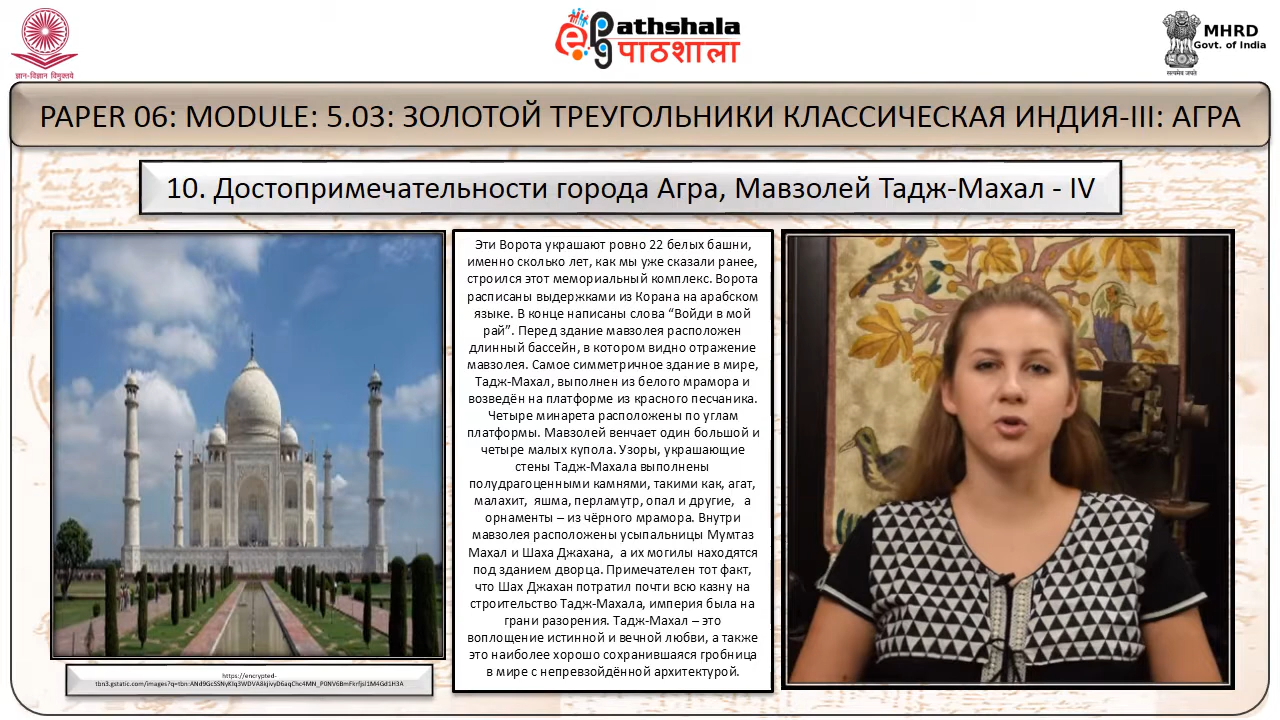 ज्ञान-विज्ञान विमुक्तये
ePathshala
पाठशाला
MHRD
Govt. of India
सत्यमेव जयते
PAPER 06: MODULE: 5.03: ЗОЛОТОЙ ТРЕУГОЛЬНИКИ КЛАССИЧЕСКАЯ ИНДИЯ-III: АГРА
10. Достопримечательности города Агра, Мавзолей Тадж-Махал - IV
Эти Ворота украшают ровно 22 белых башни,
именно сколько лет, как мы уже сказали ранее,
строился этот мемориальный комплекс. Ворота
расписаны выдержками из Корана на арабском
языке. В конце написаны слова “Войди в мой
рай”. Перед здание мавзолея расположен
длинный бассейн, в котором видно отражение
мавзолея. Самое симметричное здание в мире,
Тадж-Махал, выполнен из белого мрамора и
возведён на платформе из красного песчаника.
Четыре минарета расположены по углам
платформы. Мавзолей венчает один большой и
четыре малых купола. Узоры, украшающие
стены Тадж-Махала выполнены
полудрагоценными камнями, такими как, агат,
малахит, яшма, перламутр, опал и другие, а
орнаменты – из чёрного мрамора. Внутри
мавзолея расположены усыпальницы Мумтаз
Махал и Шаха Джахана, а их могилы находятся
под зданием дворца. Примечателен тот факт,
что Шах Джахан потратил почти всю казну на
строительство Тадж-Махала, империя была на
грани разорения. Тадж-Махал – это
воплощение истинной и вечной любви, а также
это наиболее хорошо сохранившаяся гробница
в мире с непревзойдённой архитектурой.
https://encrypted-